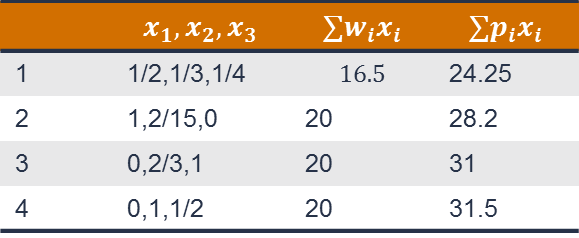 x₁, x₂, x₃ ∑wᵢxᵢ ∑pᵢxᵢ
1 1/2,1/3,1/4 16.5 24.25
2 1,2/15,0 20 28.2
3 0,2/3,1 20 31
4 0,1,1/2 20 31.5